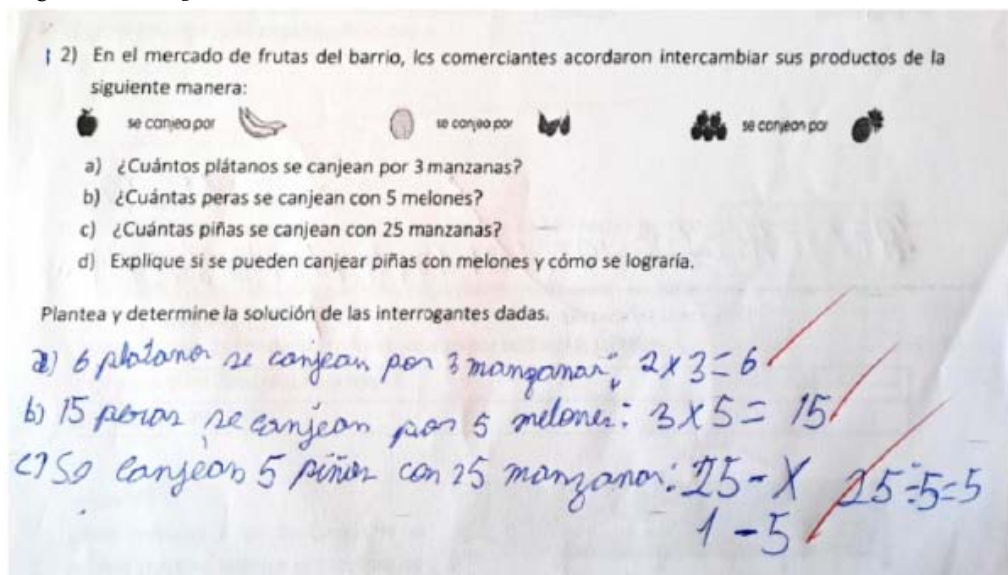 2) En el mercado de frutas del barrio, lcs comerciantes acordaron intercambiar sus productos de la
siguiente manera:
se canjea por se canjea por se canjean por
a) ¿Cuántos plátanos se canjean por 3 manzanas?
b) ¿Cuántas peras se canjean con 5 melones?
c) ¿Cuántas piñas se canjean con 25 manzanas?
d) Explique si se pueden canjear piñas con melones y cómo se lograría.
Plantea y determine la solución de las interrogantes dadas.
a) 6 platanos se canjean por 3 manzanas; 2x3=6
b) 15 peras se canjean por 5 melones: 3x5= 15
c) Se canjean 5 piñas con 25 manzanas: 25-X 25÷5=5
1-5